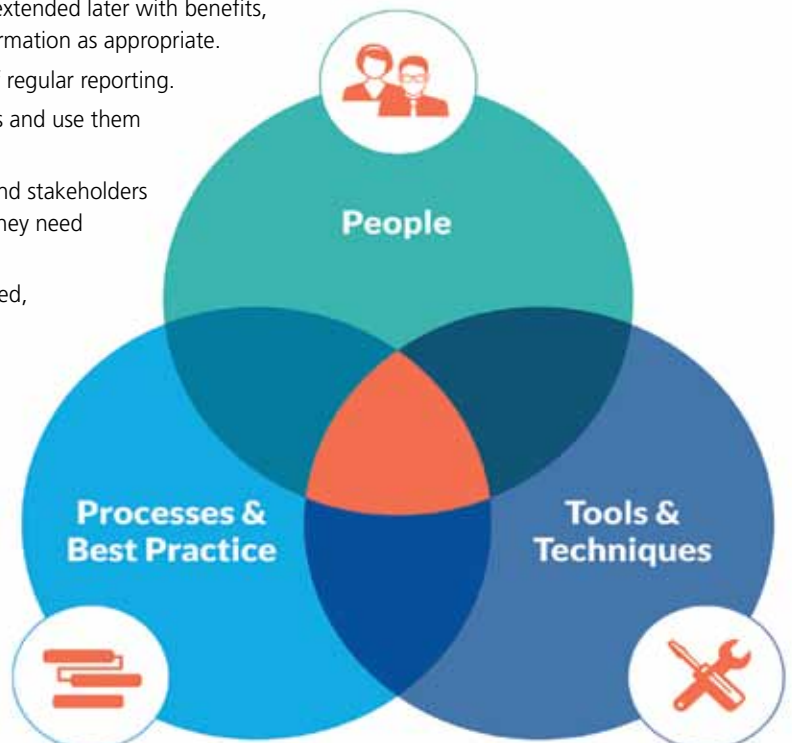 extended later with benefits,
ormation as appropriate.
regular reporting.
s and use them
nd stakeholders
hey need
ed,
People
Processes &
Best Practice
Tools &
Techniques